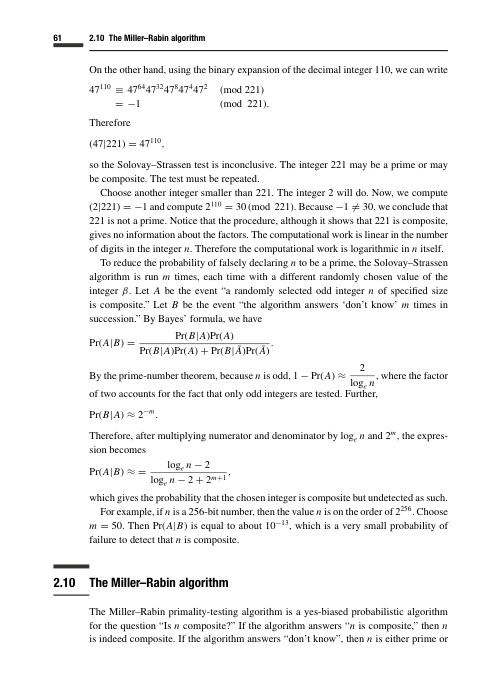 61 2.10 The Miller–Rabin algorithm
On the other hand, using the binary expansion of the decimal integer 110, we can write
47^110 ≡ 47^64 47^32 47^8 47^4 47^2 (mod 221)
= −1 (mod 221).
Therefore
(47|221) = 47^110,
so the Solovay–Strassen test is inconclusive. The integer 221 may be a prime or may
be composite. The test must be repeated.
Choose another integer smaller than 221. The integer 2 will do. Now, we compute
(2|221) = −1 and compute 2^110 = 30 (mod 221). Because −1 ≠ 30, we conclude that
221 is not a prime. Notice that the procedure, although it shows that 221 is composite,
gives no information about the factors. The computational work is linear in the number
of digits in the integer n. Therefore the computational work is logarithmic in n itself.
To reduce the probability of falsely declaring n to be a prime, the Solovay–Strassen
algorithm is run m times, each time with a different randomly chosen value of the
integer β. Let A be the event “a randomly selected odd integer n of specified size
is composite.” Let B be the event “the algorithm answers ‘don’t know’ m times in
succession.” By Bayes’ formula, we have
Pr(A|B) = Pr(B|A)Pr(A) / Pr(B|A)Pr(A) + Pr(B|Ā)Pr(Ā).
By the prime-number theorem, because n is odd, 1 − Pr(A) ≈ 2 / log_e n, where the factor
of two accounts for the fact that only odd integers are tested. Further,
Pr(B|A) ≈ 2^−m.
Therefore, after multiplying numerator and denominator by log_e n and 2^m, the expres-
sion becomes
Pr(A|B) ≈ = log_e n − 2 / log_e n − 2 + 2^m+1,
which gives the probability that the chosen integer is composite but undetected as such.
For example, if n is a 256-bit number, then the value n is on the order of 2^256. Choose
m = 50. Then Pr(A|B) is equal to about 10^−13, which is a very small probability of
failure to detect that n is composite.
2.10 The Miller–Rabin algorithm
The Miller–Rabin primality-testing algorithm is a yes-biased probabilistic algorithm
for the question “Is n composite?” If the algorithm answers “n is composite,” then n
is indeed composite. If the algorithm answers “don’t know”, then n is either prime or